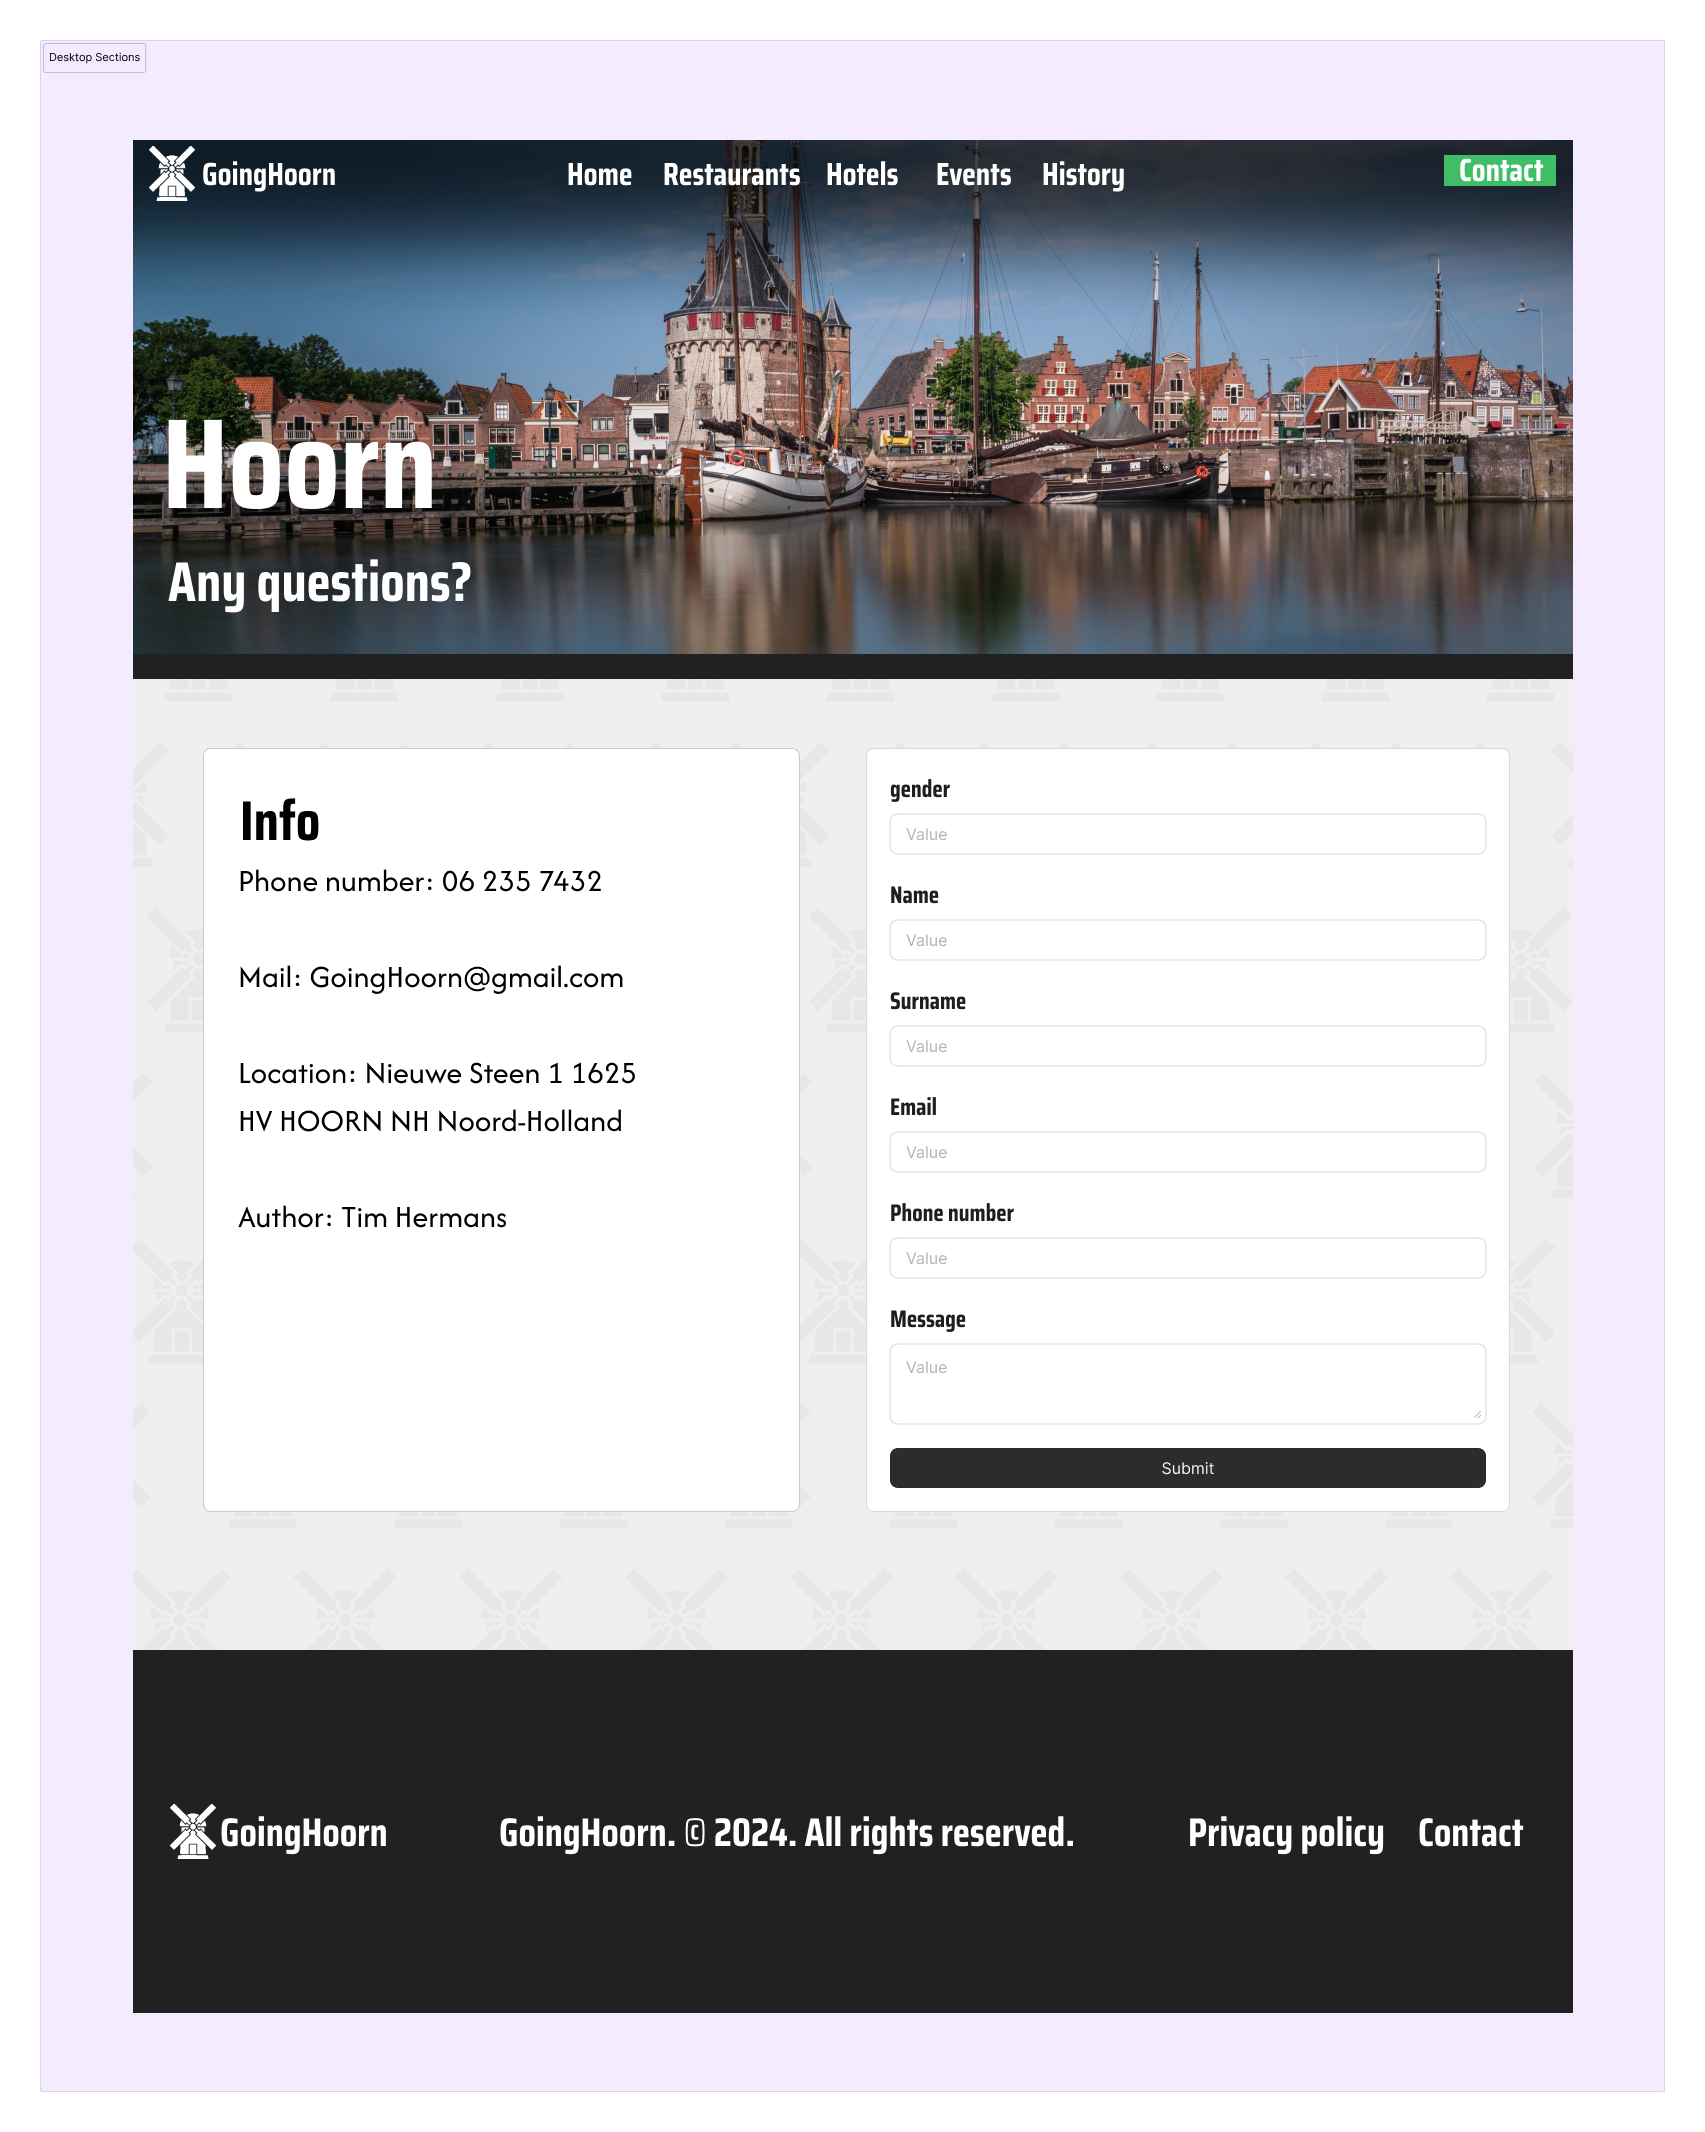 Desktop Sections
GoingHoorn
Home Restaurants Hotels Events History
Contact
Hoorn
Any questions?
Info
Phone number: 06 235 7432
Mail: GoingHoorn@gmail.com
Location: Nieuwe Steen 1 1625
HV HOORN NH Noord-Holland
Author: Tim Hermans
gender
Value
Name
Value
Surname
Value
Email
Value
Phone number
Value
Message
Value
Submit
GoingHoorn
GoingHoorn. © 2024. All rights reserved.
Privacy policy Contact